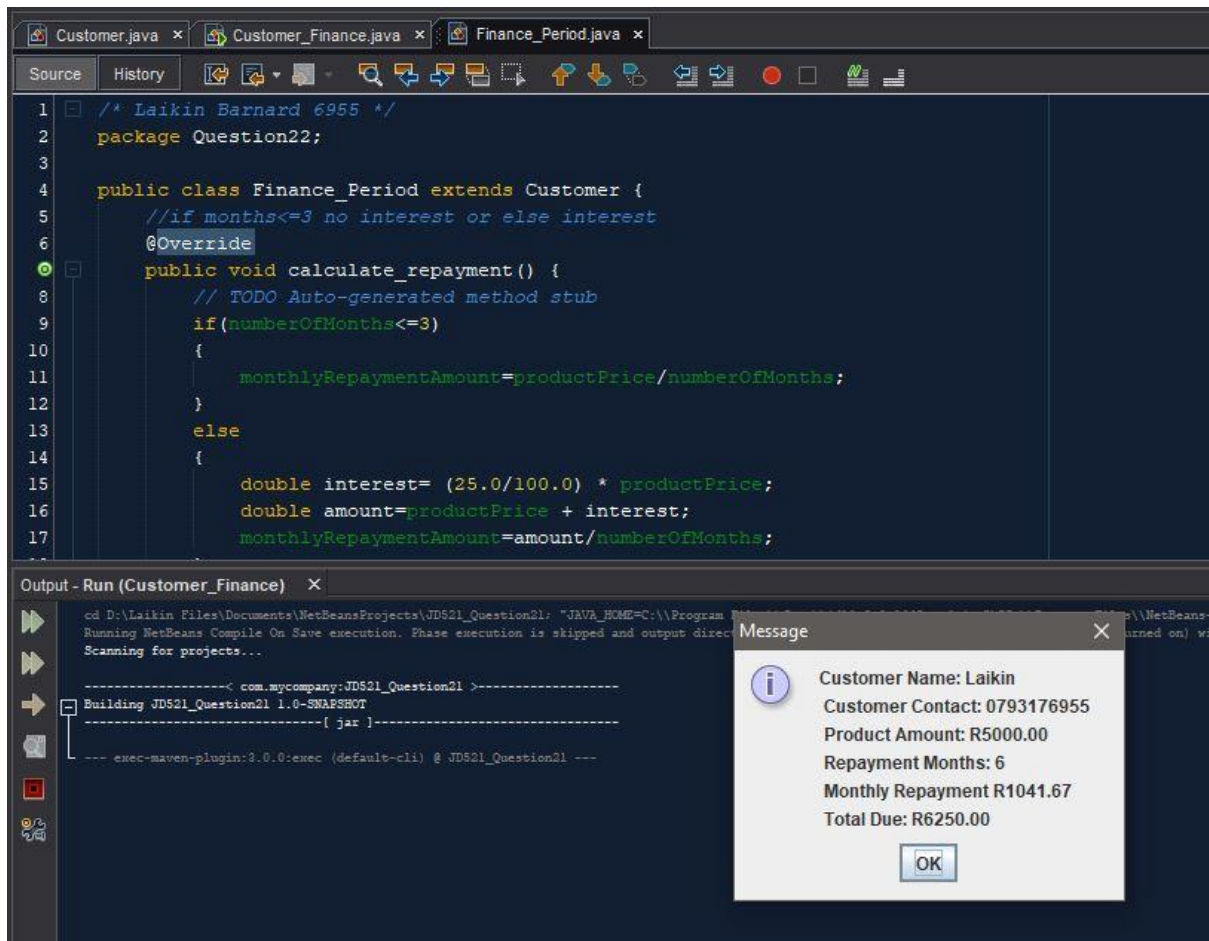 Customer.java × Customer_Finance.java × Finance_Period.java ×
Source History
1 /* Laikin Barnard 6955 */
2 package Question22;
3
4 public class Finance_Period extends Customer {
5 //if months<=3 no interest or else interest
6 @Override
public void calculate_repayment() {
8 // TODO Auto-generated method stub
9 if(numberOfMonths<=3)
10 {
11 monthlyRepaymentAmount=productPrice/numberOfMonths;
12 }
13 else
14 {
15 double interest= (25.0/100.0) * productPrice;
16 double amount=productPrice + interest;
17 monthlyRepaymentAmount=amount/numberOfMonths;
Output - Run (Customer_Finance) ×
cd D:\Laikin Files\Documents\NetBeansProjects\JD521_Question21; "JAVA_HOME=C:\\Program
Running NetBeans Compile On Save execution. Phase execution is skipped and output
Scanning for projects...
-------------------< com.mycompany:JD521_Question21 >-------------------
Building JD521_Question21 1.0-SNAPSHOT
--------------------------------[ jar ]---------------------------------
--- exec-maven-plugin:3.0.0:exec (default-cli) @ JD521_Question21 ---
Message
Customer Name: Laikin
Customer Contact: 0793176955
Product Amount: R5000.00
Repayment Months: 6
Monthly Repayment R1041.67
Total Due: R6250.00
OK